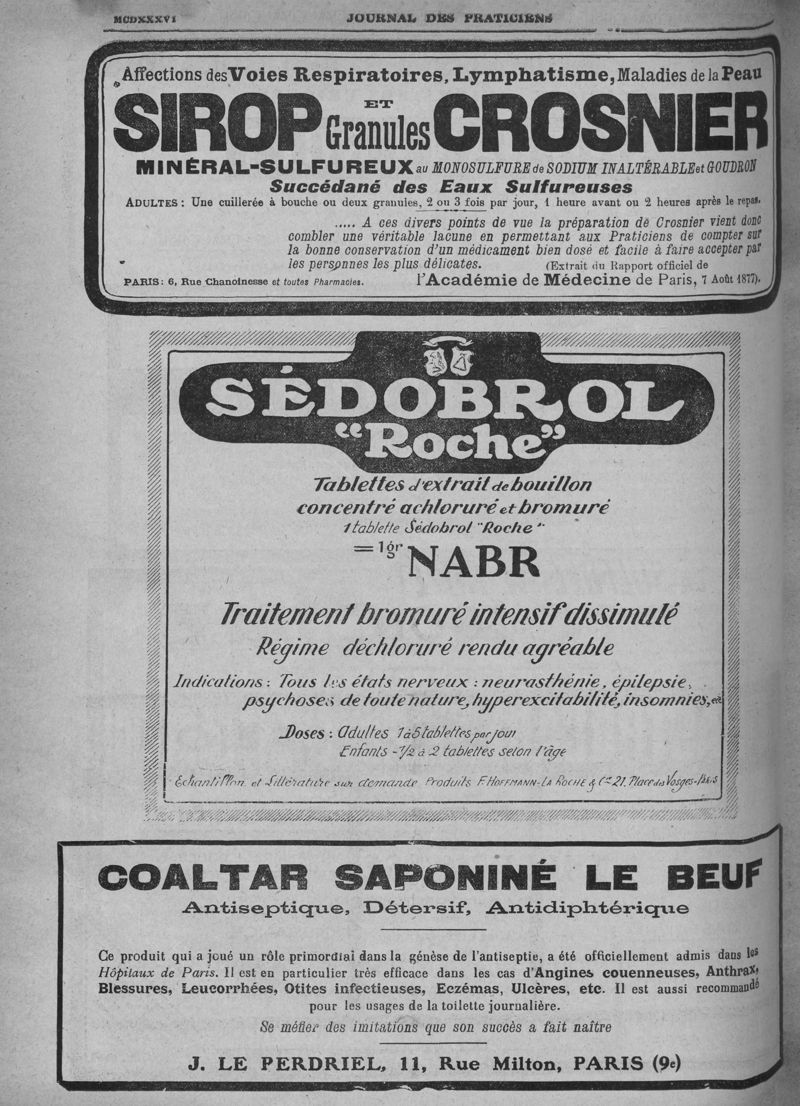 MCDXXXVI JOURNAL DES PRATICIENS
Affections des Voies Respiratoires, Lymphatisme, Maladies de la Peau
SIROP ET Granules CROSNIER
MINÉRAL-SULFUREUX au MONOSULFURE de SODIUM INALTÉRABLE et GOUDRON
Succédané des Eaux Sulfureuses
ADULTES : Une cuillerée à bouche ou deux granules, 2 ou 3 fois par jour, 1 heure avant ou 2 heures après le repas.
..... A ces divers points de vue la préparation de Crosnier vient donc
combler une véritable lacune en permettant aux Praticiens de compter sur
la bonne conservation d'un médicament bien dosé et facile à faire accepter par
les personnes les plus délicates. (Extrait du Rapport officiel de
PARIS : 6, Rue Chanoinesse et toutes Pharmacies. l'Académie de Médecine de Paris, 7 Août 1877).
SÉDOBROL
"Roche"
Tablettes d'extrait de bouillon
concentré achloruré et bromuré
1 tablette Sédobrol "Roche"
= 1gr NABR
Traitement bromuré intensif dissimulé
Régime déchloruré rendu agréable
Indications : Tous les états nerveux : neurasthénie, épilepsie,
psychoses de toute nature, hyperexcitabilité, insomnies, etc
Doses : Adultes 1 à 5 tablettes par jour
Enfants - 1/2 à 2 tablettes selon l'âge
Echantillon et Littérature sur demande Produits F. HOFFMANN-LA ROCHE & Cie 21. Place des Vosges-PARIS
COALTAR SAPONINÉ LE BEUF
Antiseptique, Détersif, Antidiphtérique
Ce produit qui a joué un rôle primordial dans la génèse de l'antiseptie, a été officiellement admis dans les
Hôpitaux de Paris. Il est en particulier très efficace dans les cas d'Angines couenneuses, Anthrax,
Blessures, Leucorrhées, Otites infectieuses, Eczémas, Ulcères, etc. Il est aussi recommandé
pour les usages de la toilette journalière.
Se méfier des imitations que son succès a fait naître
J. LE PERDRIEL, 11, Rue Milton, PARIS (9e)